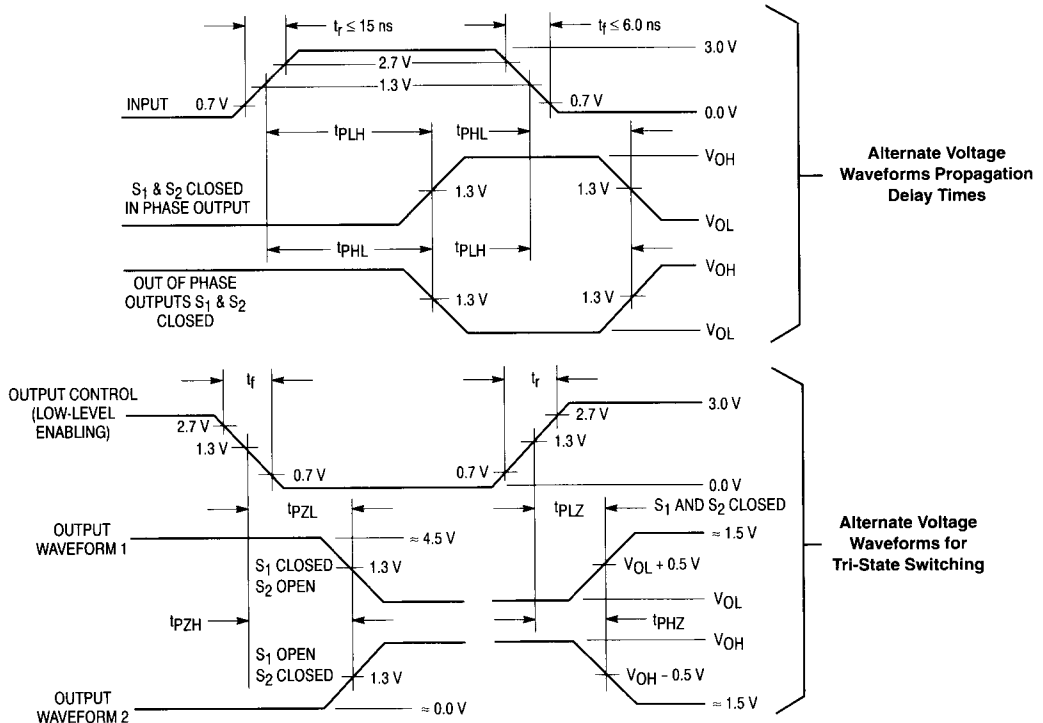 tr ≤ 15 ns
tf ≤ 6.0 ns
3.0 V
2.7 V
1.3 V
INPUT
0.7 V
0.7 V
0.0 V
tPLH
tPHL
VOH
Alternate Voltage
Waveforms Propagation
Delay Times
S1 & S2 CLOSED
IN PHASE OUTPUT
1.3 V
1.3 V
VOL
tPHL
tPLH
VOH
OUT OF PHASE
OUTPUTS S1 & S2
CLOSED
1.3 V
1.3 V
VOL
tf
tr
OUTPUT CONTROL
(LOW-LEVEL
ENABLING)
3.0 V
2.7 V
2.7 V
1.3 V
1.3 V
0.7 V
0.7 V
0.0 V
tPZL
tPLZ
S1 AND S2 CLOSED
OUTPUT
WAVEFORM 1
≈ 4.5 V
≈ 1.5 V
Alternate Voltage
Waveforms for
Tri-State Switching
S1 CLOSED
S2 OPEN
1.3 V
VOL + 0.5 V
VOL
tPZH
tPHZ
VOH
S1 OPEN
S2 CLOSED
1.3 V
VOH – 0.5 V
OUTPUT
WAVEFORM 2
≈ 0.0 V
≈ 1.5 V